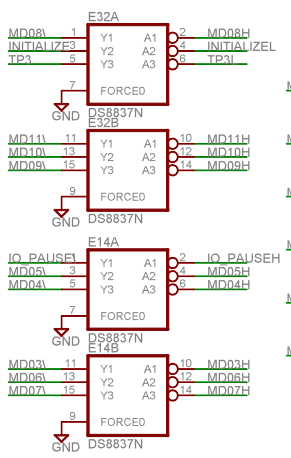 E32A
MD08\ 1 Y1 A1 2 MD08H
INITIALIZE 3 Y2 A2 4 INITIALIZEL
TP3 5 Y3 A3 6 TP3L
7 FORCE0
GND
DS8837N
E32B
MD11\ 11 Y1 A1 10 MD11H
MD10\ 13 Y2 A2 12 MD10H
MD09\ 15 Y3 A3 14 MD09H
9 FORCE0
GND
DS8837N
E14A
IO_PAUSE\ 1 Y1 A1 2 IO_PAUSEH
MD05\ 3 Y2 A2 4 MD05H
MD04\ 5 Y3 A3 6 MD04H
7 FORCE0
GND
DS8837N
E14B
MD03\ 11 Y1 A1 10 MD03H
MD06\ 13 Y2 A2 12 MD06H
MD07\ 15 Y3 A3 14 MD07H
9 FORCE0
GND
DS8837N